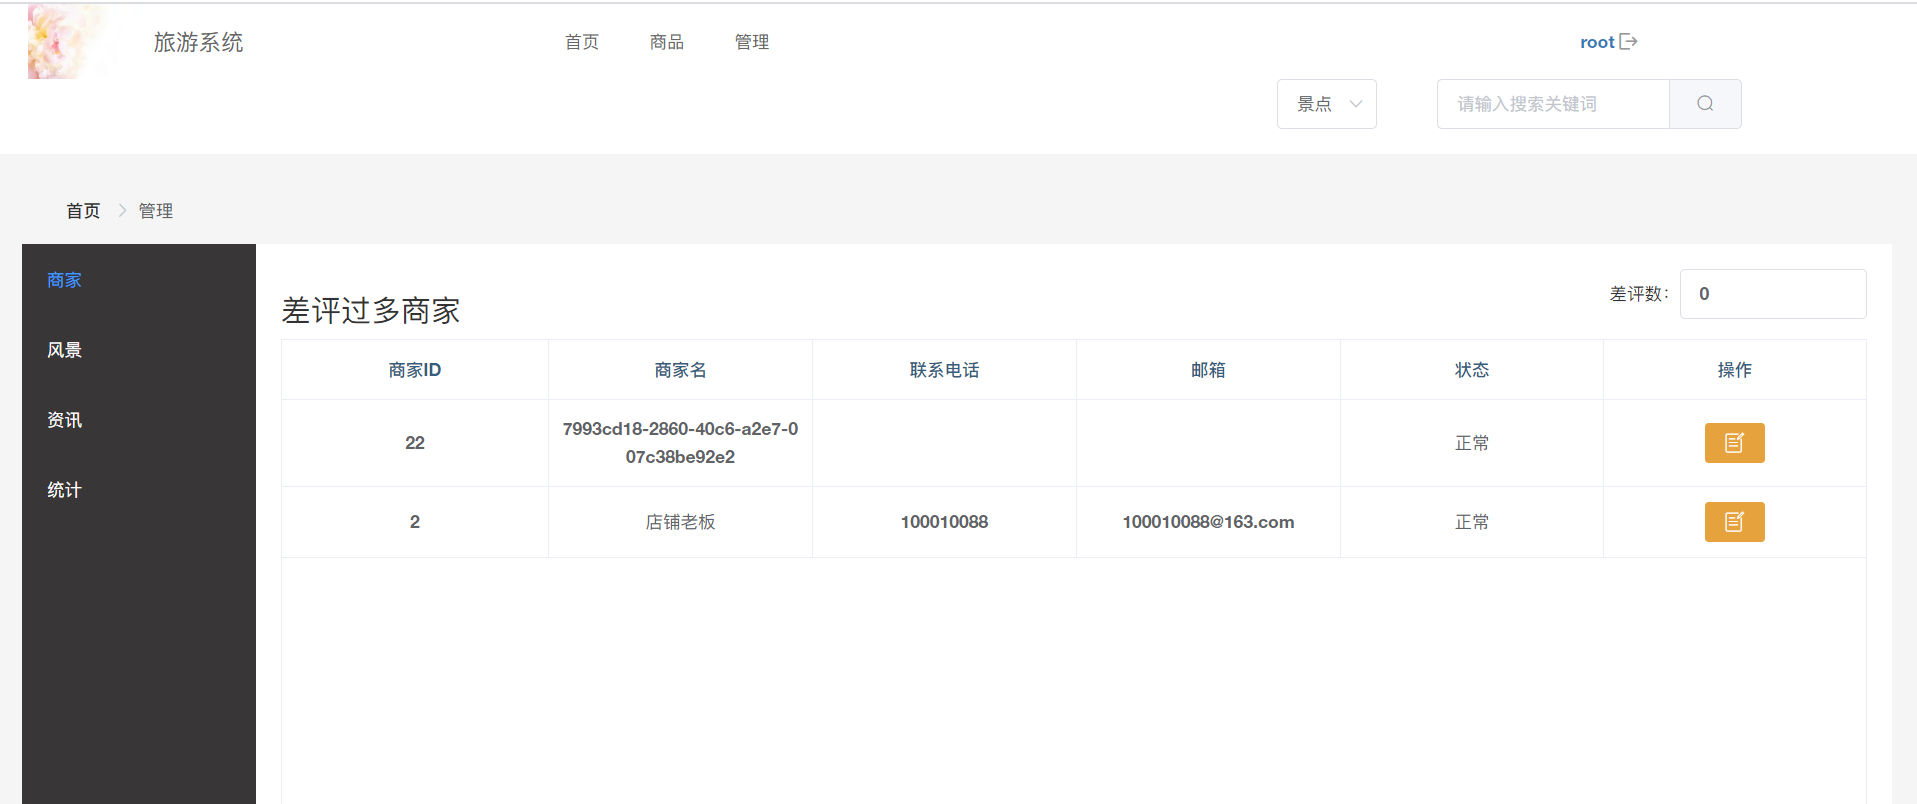 旅游系统
首页 商品 管理
root
景点
请输入搜索关键词
首页 管理
商家
风景
资讯
统计
差评过多商家
差评数： 0
商家ID 商家名 联系电话 邮箱 状态 操作
22 7993cd18-2860-40c6-a2e7-0 正常
07c38be92e2
2 店铺老板 100010088 100010088@163.com 正常